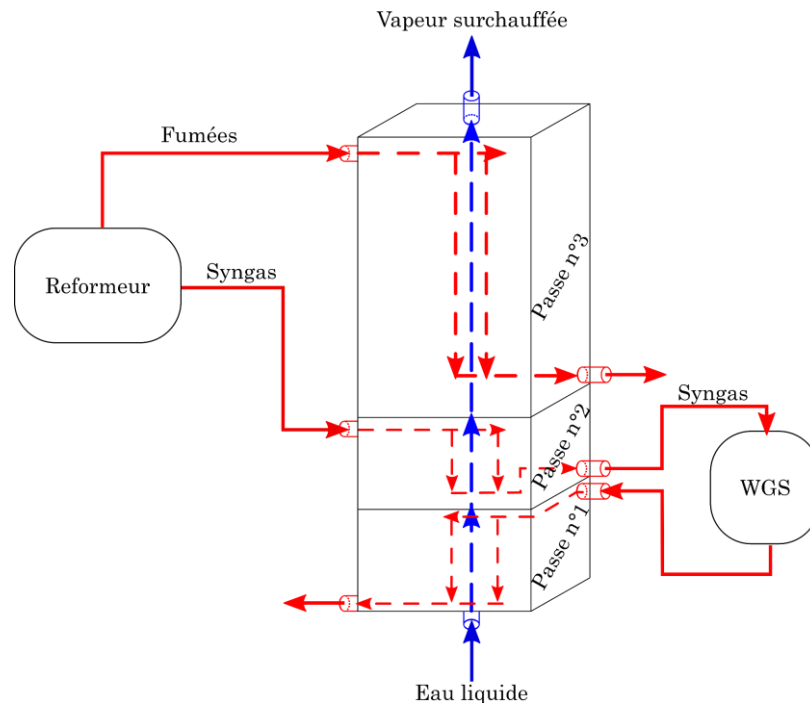 Vapeur surchauffée
Fumées
Passe n°3
Reformeur
Syngas
Syngas
Passe n°2
WGS
Passe n°1
Eau liquide